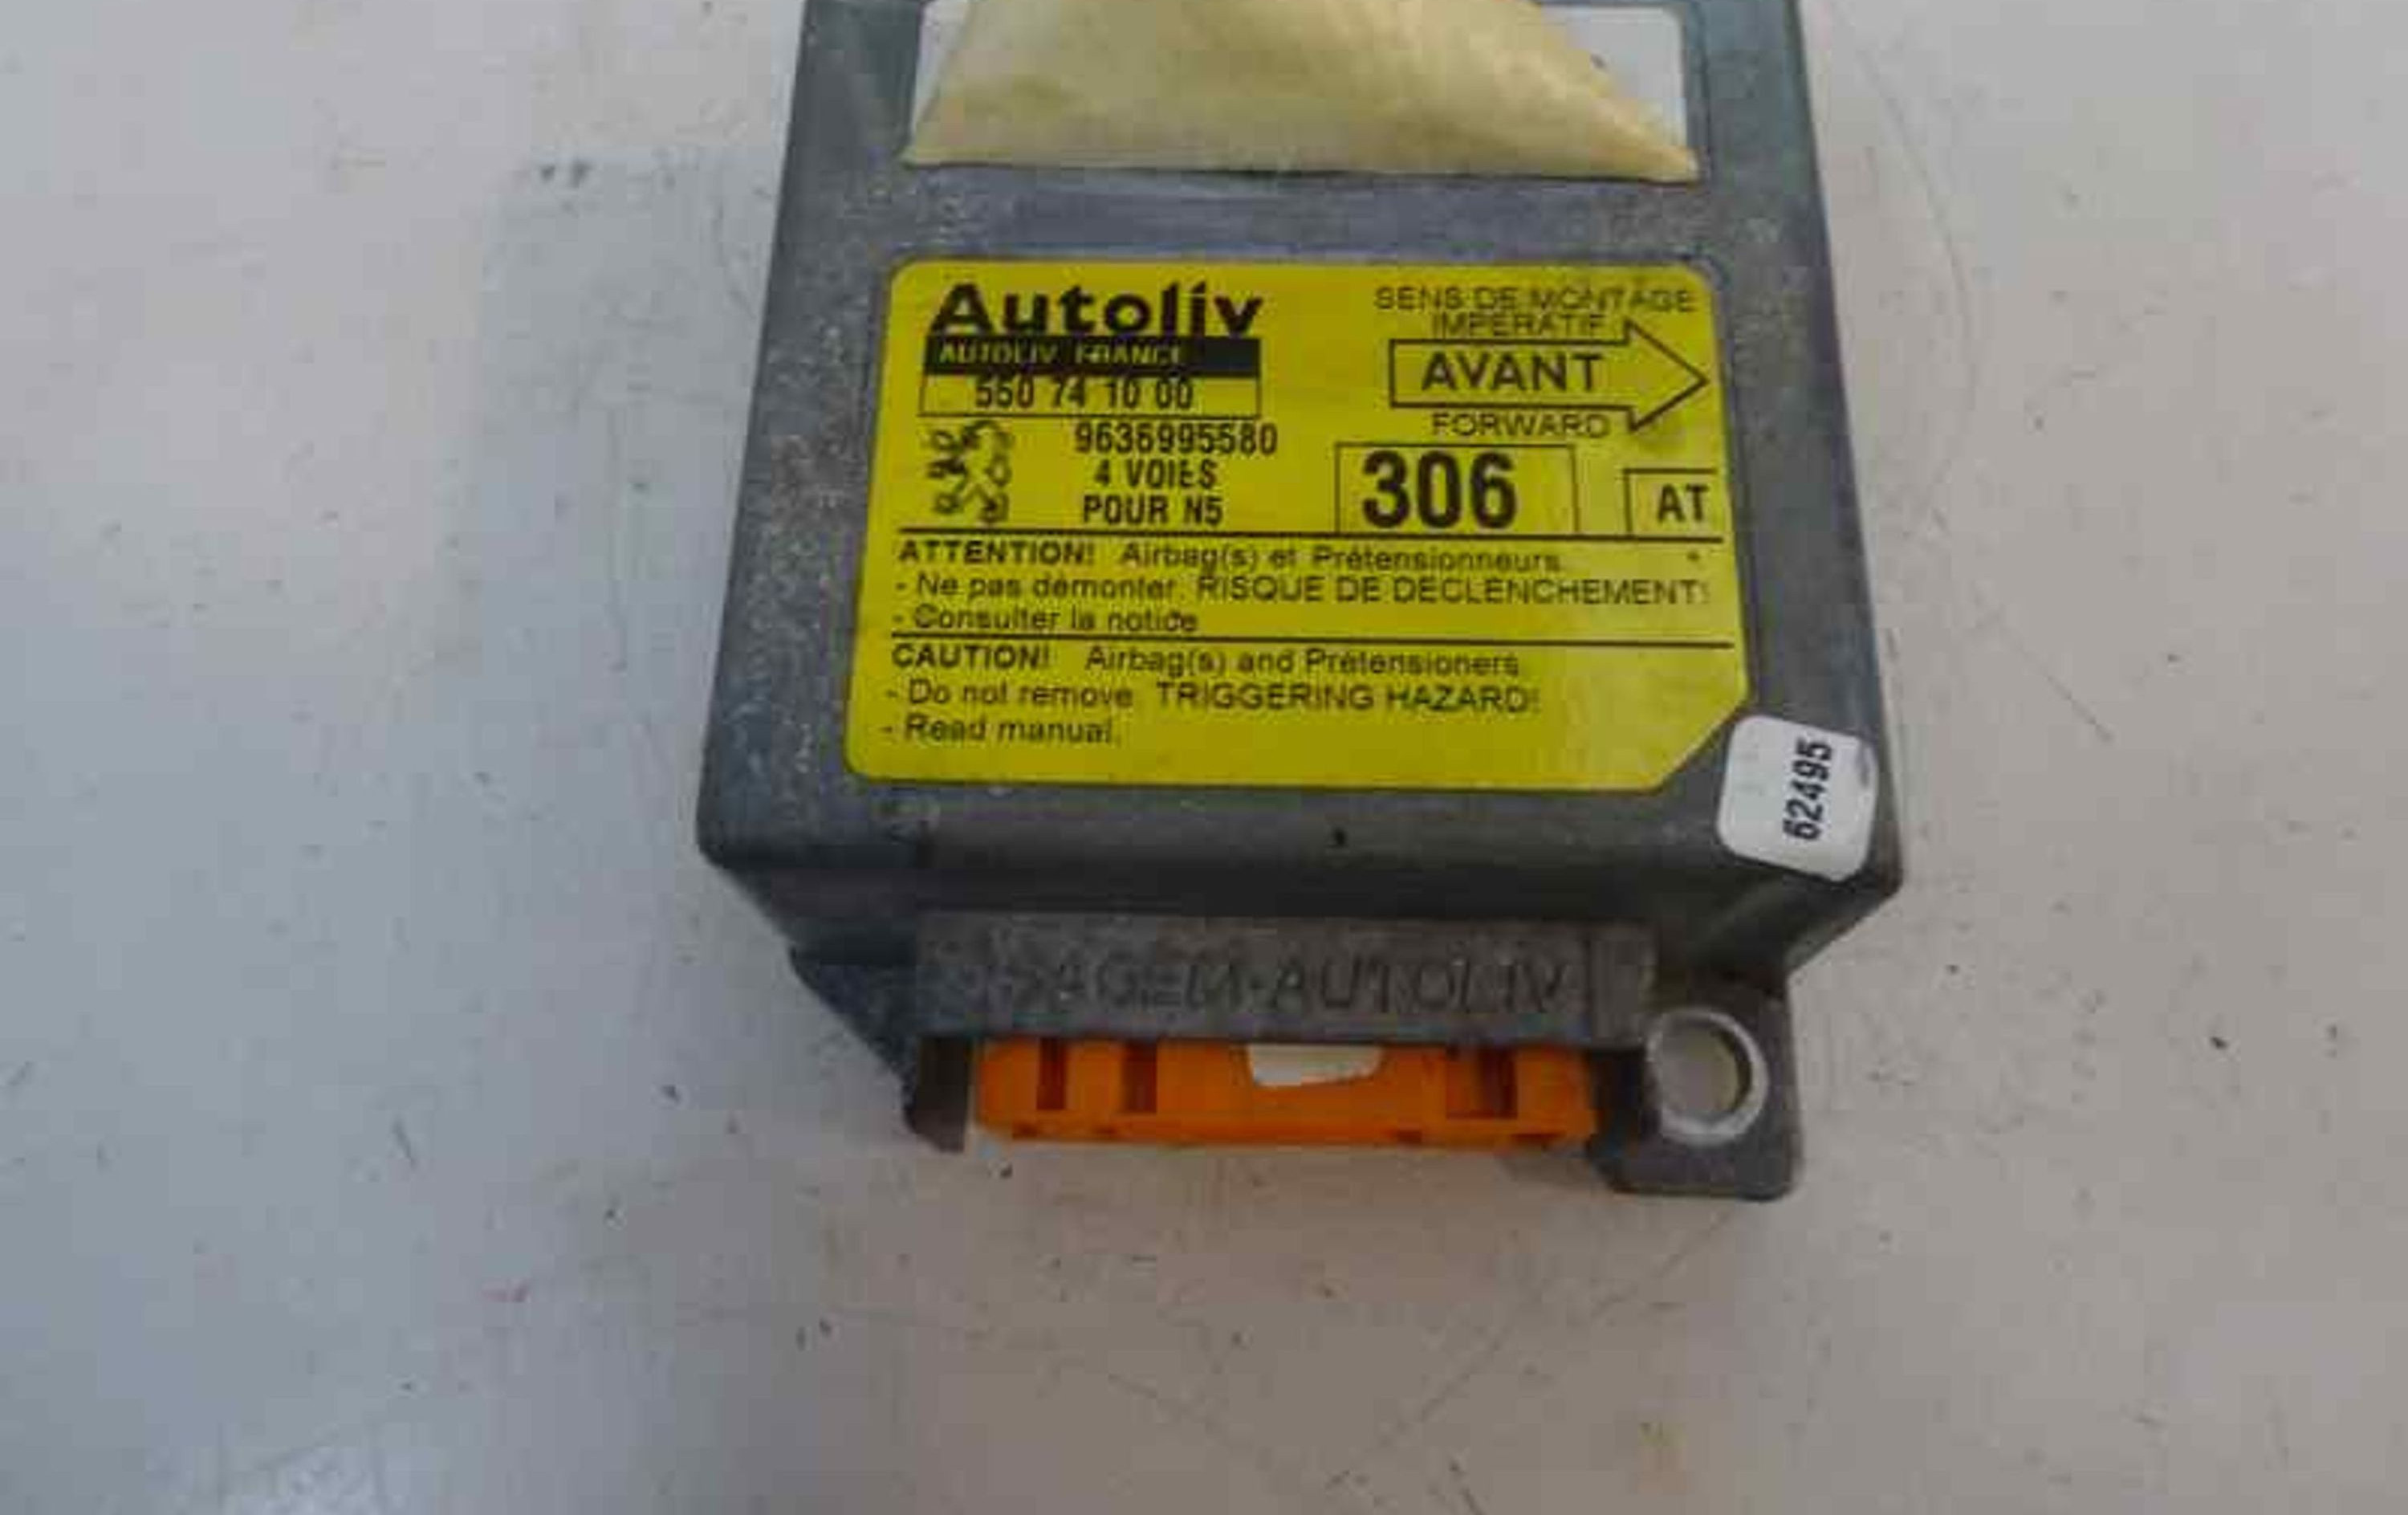 Autoliv
AUTOLIV FRANCE
550 74 10 00
SENS DE MONTAGE
IMPERATIF
AVANT
FORWARD
9636995580
4 VOIES
POUR N5
306
AT
ATTENTION! Airbag(s) et Prétensionneurs.
- Ne pas démonter. RISQUE DE DECLENCHEMENT!
- Consulter la notice
CAUTION! Airbag(s) and Prétensioners.
- Do not remove. TRIGGERING HAZARD!
- Read manual.
62495
SAGEM-AUTOLIV